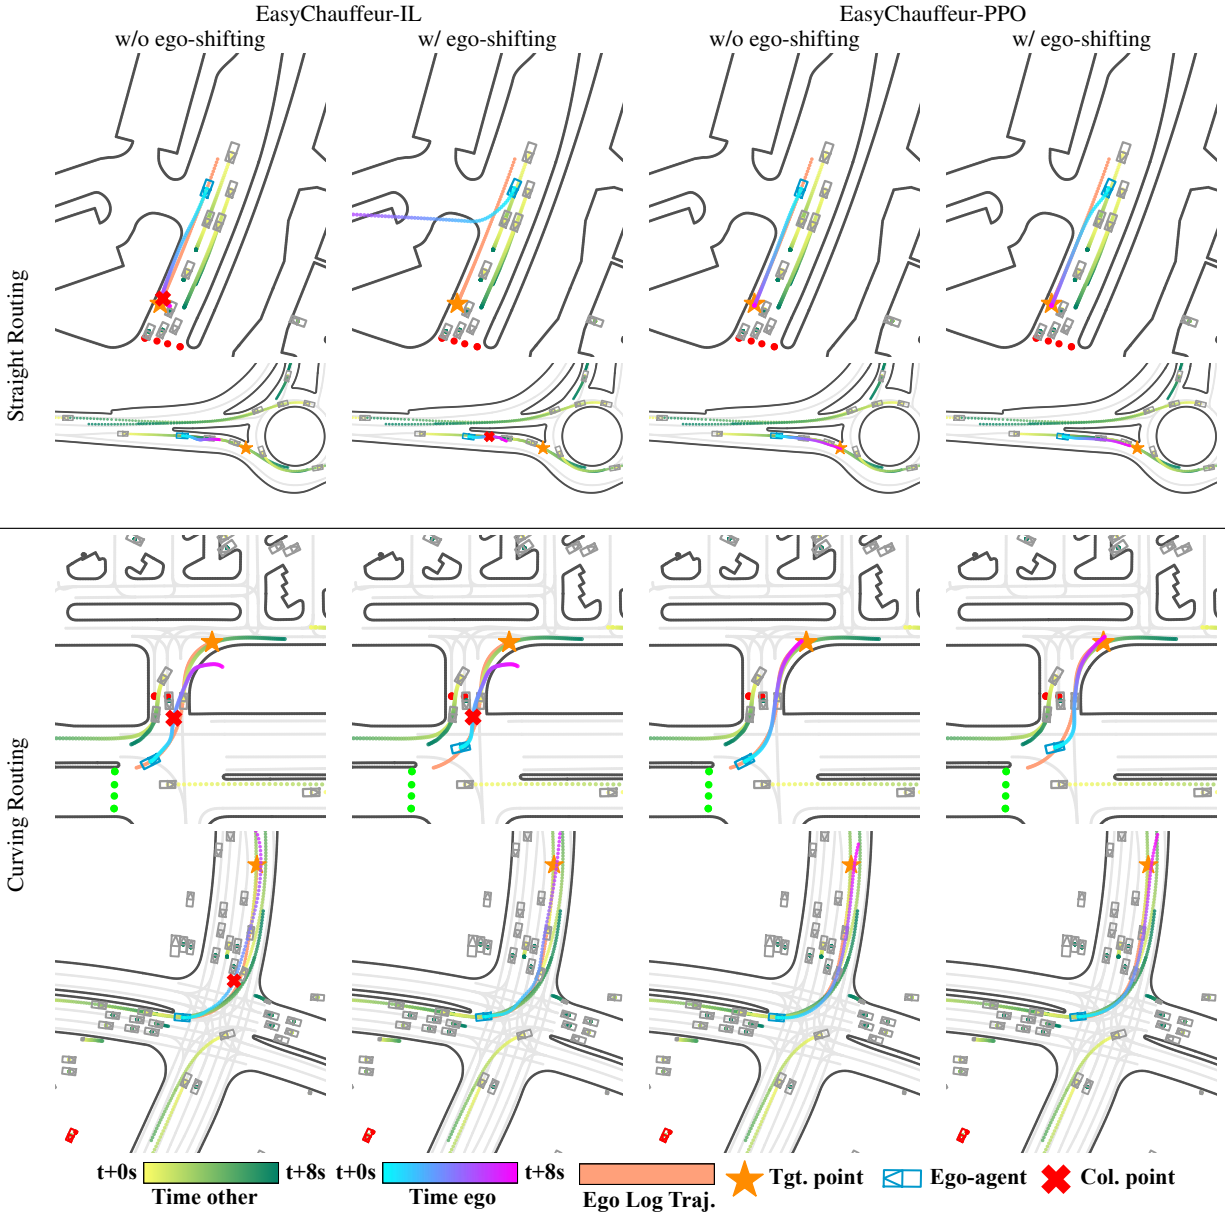 EasyChauffeur-IL
EasyChauffeur-PPO
w/o ego-shifting
w/ ego-shifting
w/o ego-shifting
w/ ego-shifting
Straight Routing
Curving Routing
t+0s
t+8s
Time other
t+0s
t+8s
Time ego
Ego Log Traj.
Tgt. point
Ego-agent
Col. point